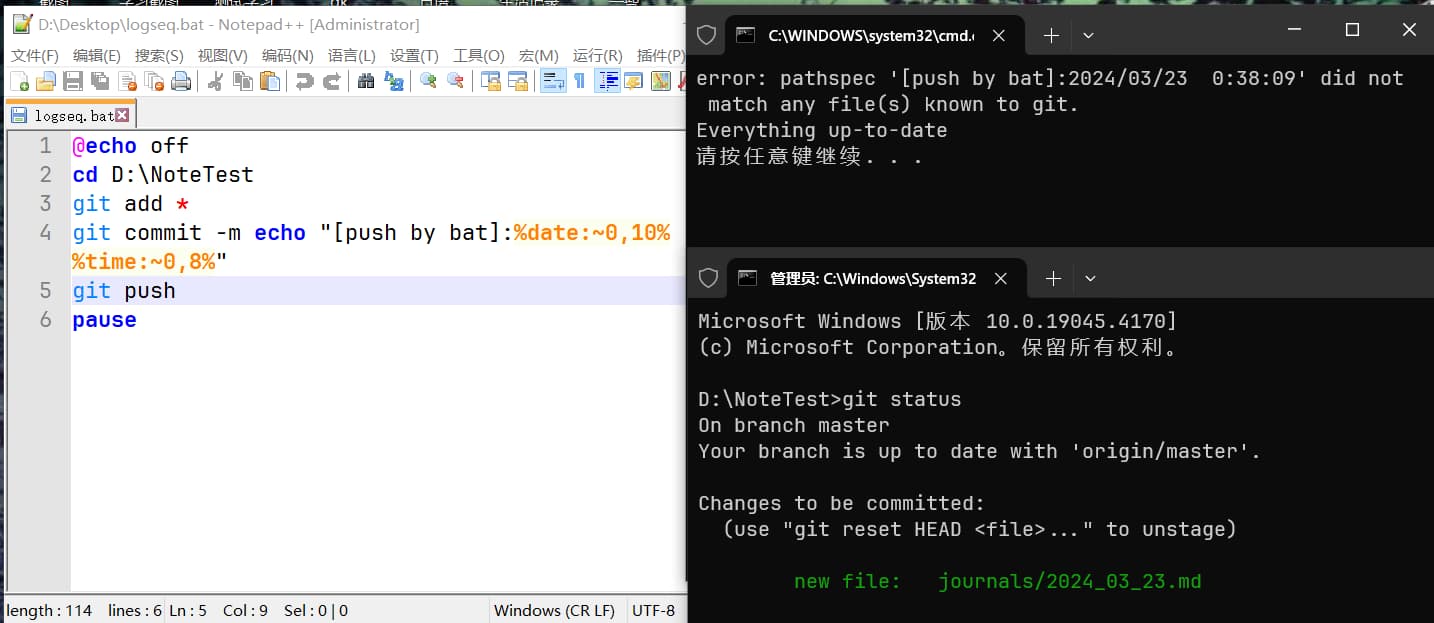 D:\Desktop\logseq.bat - Notepad++ [Administrator]
文件(F) 编辑(E) 搜索(S) 视图(V) 编码(N) 语言(L) 设置(T) 工具(O) 宏(M) 运行(R) 插件(P)
logseq.bat
1 @echo off
2 cd D:\NoteTest
3 git add *
4 git commit -m echo "[push by bat]:%date:~0,10%
%time:~0,8%"
5 git push
6 pause
length : 114 lines : 6 Ln : 5 Col : 9 Sel : 0 | 0 Windows (CR LF) UTF-8
C:\WINDOWS\system32\cmd.
error: pathspec '[push by bat]:2024/03/23  0:38:09' did not
match any file(s) known to git.
Everything up-to-date
请按任意键继续. . .
管理员: C:\Windows\System32
Microsoft Windows [版本 10.0.19045.4170]
(c) Microsoft Corporation。保留所有权利。
D:\NoteTest>git status
On branch master
Your branch is up to date with 'origin/master'.
Changes to be committed:
(use "git reset HEAD <file>..." to unstage)
new file:   journals/2024_03_23.md